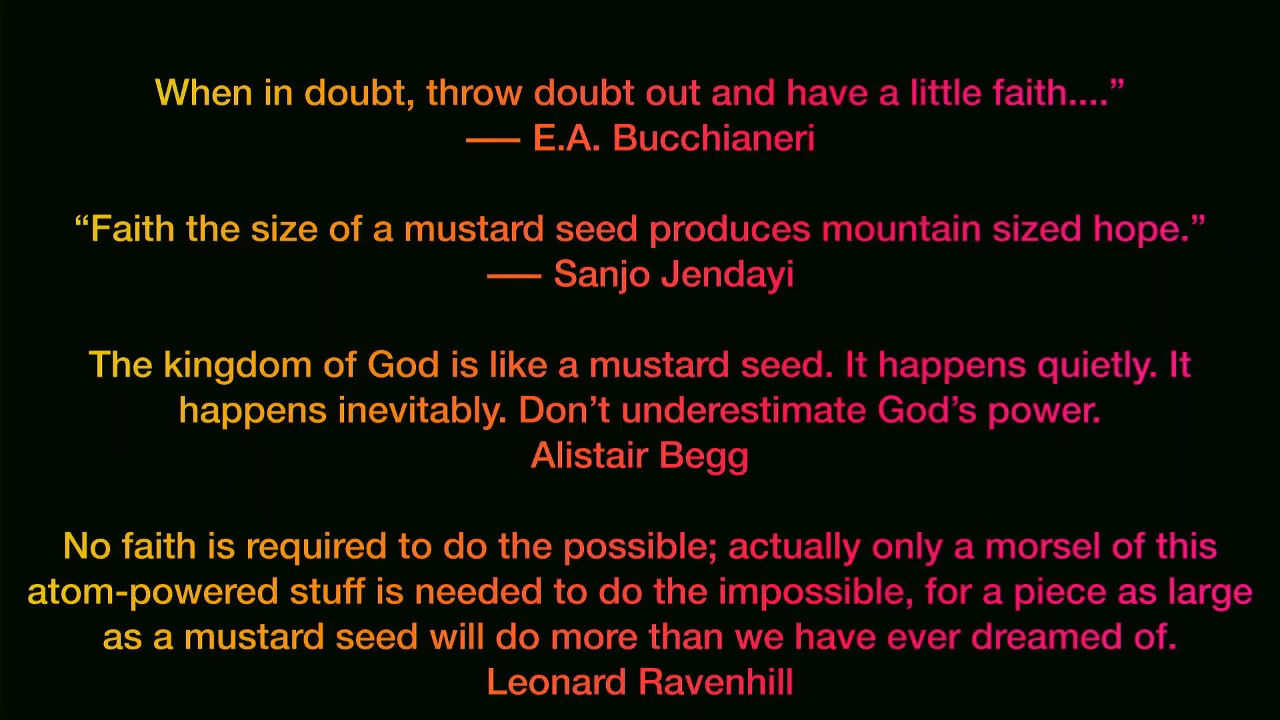 When in doubt, throw doubt out and have a little faith....”
—– E.A. Bucchianeri
“Faith the size of a mustard seed produces mountain sized hope.”
—– Sanjo Jendayi
The kingdom of God is like a mustard seed. It happens quietly. It
happens inevitably. Don’t underestimate God’s power.
Alistair Begg
No faith is required to do the possible; actually only a morsel of this
atom-powered stuff is needed to do the impossible, for a piece as large
as a mustard seed will do more than we have ever dreamed of.
Leonard Ravenhill